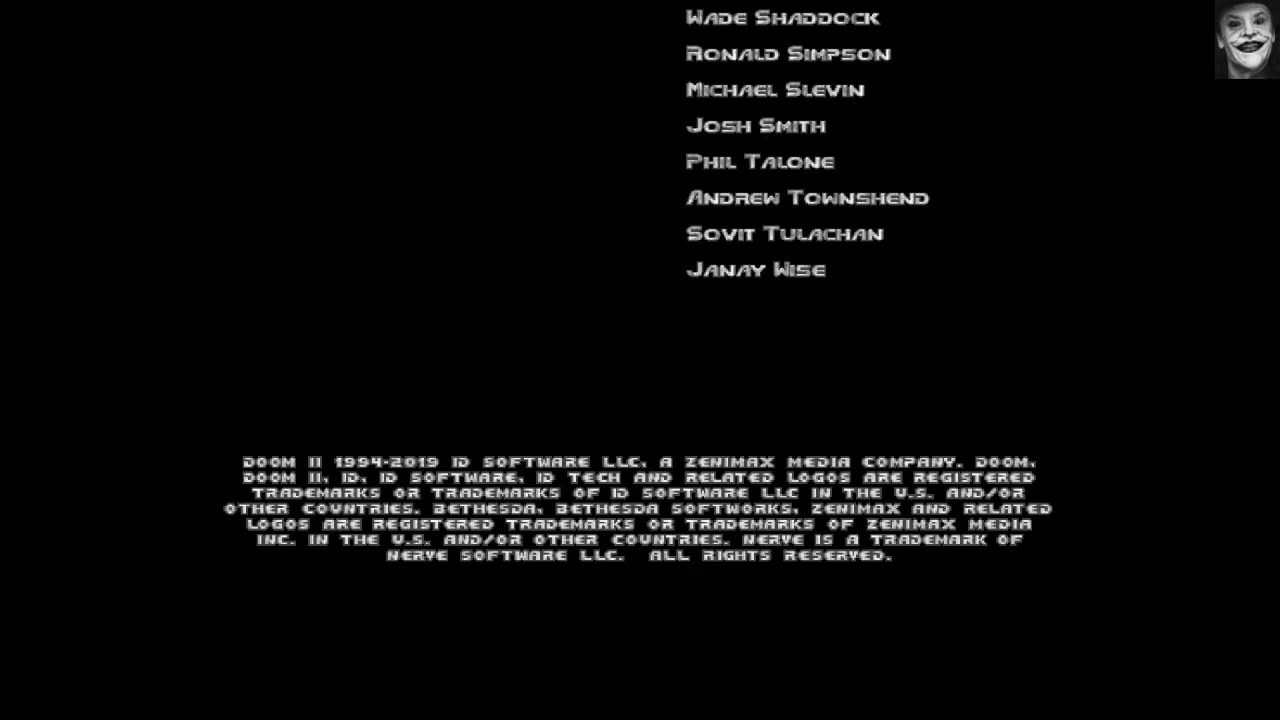 Wade Shaddock
Ronald Simpson
Michael Slevin
Josh Smith
Phil Talone
Andrew Townshend
Sovit Tulachan
Janay Wise
DOOM II 1994-2019 ID SOFTWARE LLC, A ZENIMAX MEDIA COMPANY. DOOM,
DOOM II, ID, ID SOFTWARE, ID TECH AND RELATED LOGOS ARE REGISTERED
TRADEMARKS OR TRADEMARKS OF ID SOFTWARE LLC IN THE U.S. AND/OR
OTHER COUNTRIES. BETHESDA, BETHESDA SOFTWORKS, ZENIMAX AND RELATED
LOGOS ARE REGISTERED TRADEMARKS OR TRADEMARKS OF ZENIMAX MEDIA
INC. IN THE U.S. AND/OR OTHER COUNTRIES. NERVE IS A TRADEMARK OF
NERVE SOFTWARE LLC. ALL RIGHTS RESERVED.